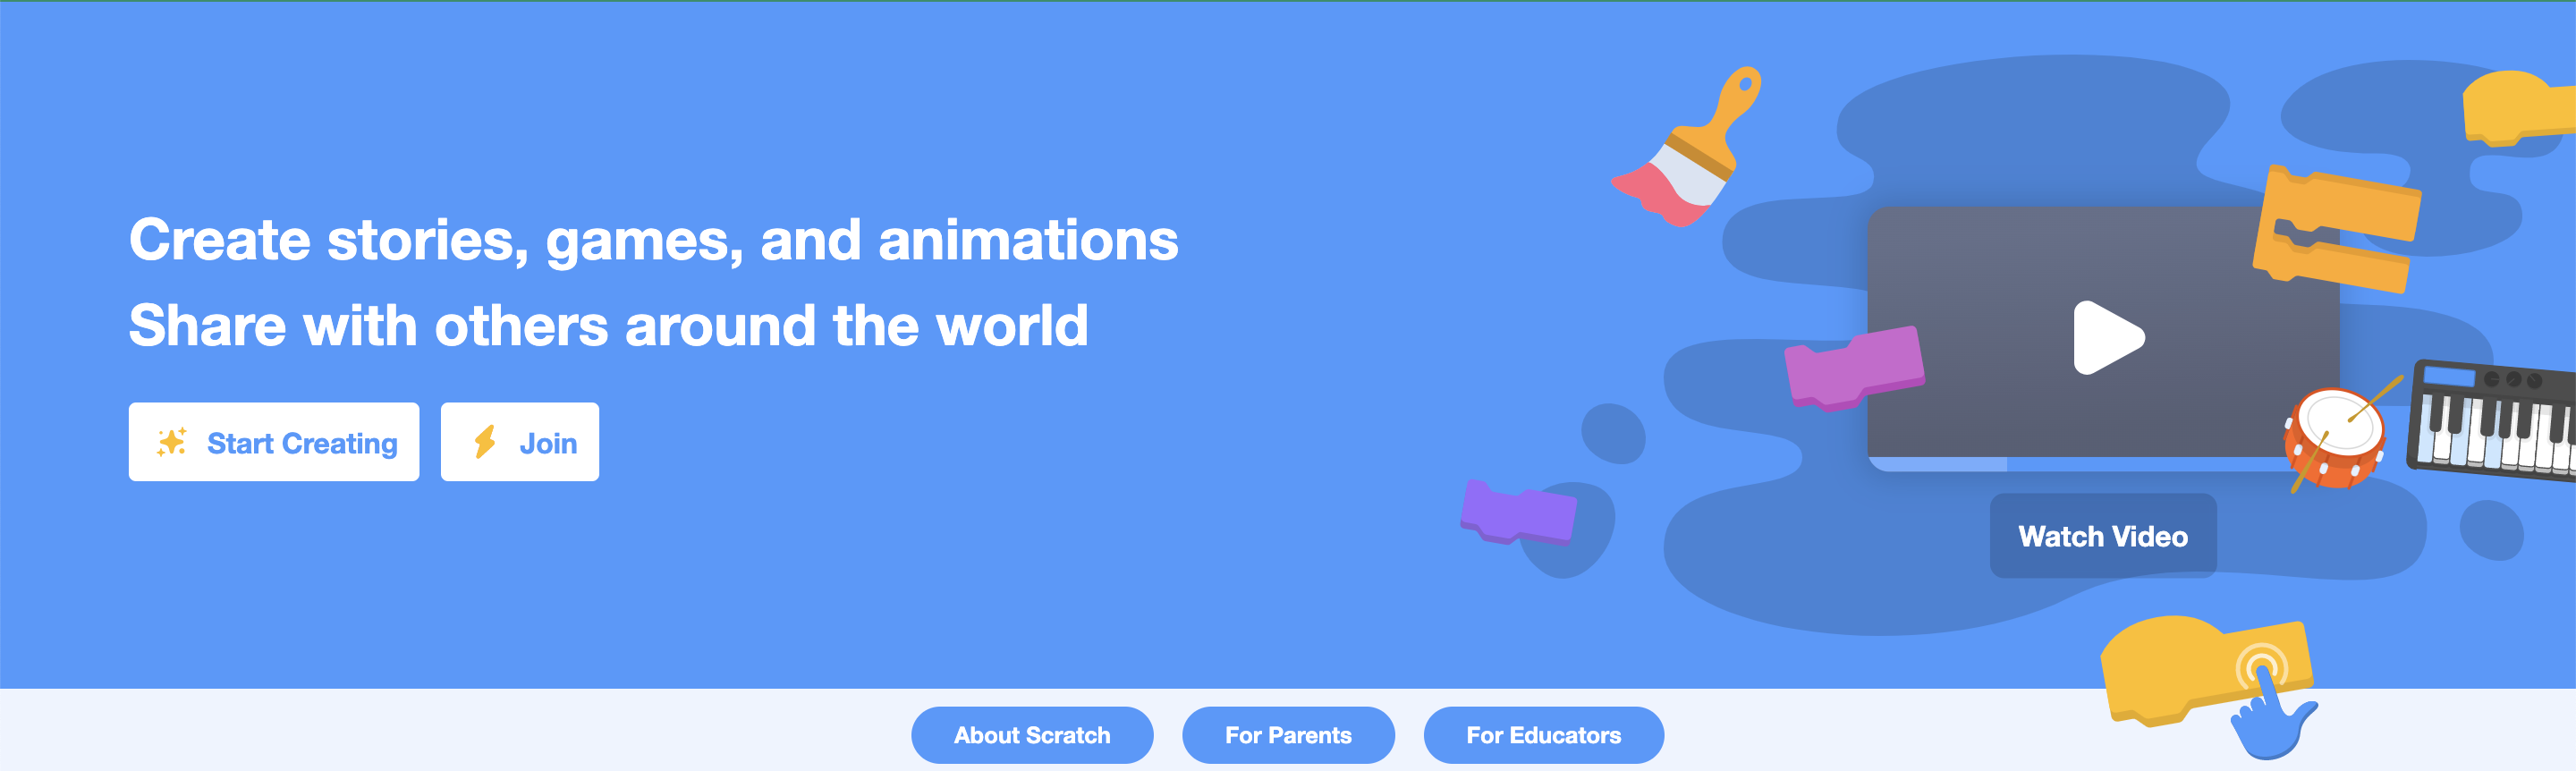 Create stories, games, and animations
Share with others around the world
Start Creating
Join
Watch Video
About Scratch
For Parents
For Educators